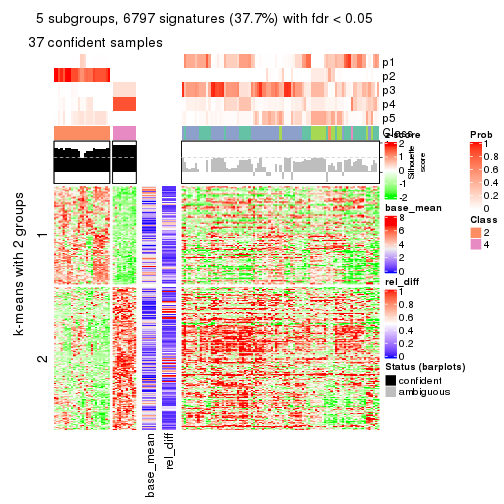 5 subgroups, 6797 signatures (37.7%) with fdr < 0.05
37 confident samples
p1
p2
p3
p4
p5
Class
z-score
2
1
0
-1
-2
Silhouette
score
Prob
1
0.8
0.6
0.4
0.2
0
Class
2
4
base_mean
8
6
4
2
0
rel_diff
1
0.8
0.6
0.4
0.2
0
Status (barplots)
confident
ambiguous
k-means with 2 groups
1
2
base_mean
rel_diff